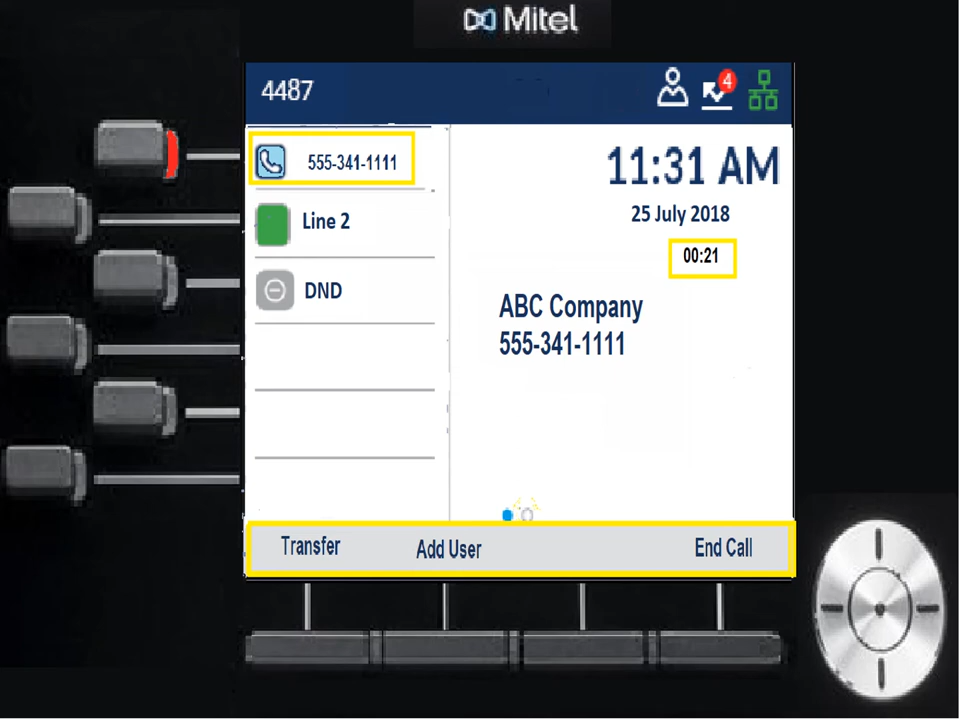 Mitel
4487
4
555-341-1111
11:31 AM
25 July 2018
Line 2
00:21
DND
ABC Company
555-341-1111
Transfer
Add User
End Call